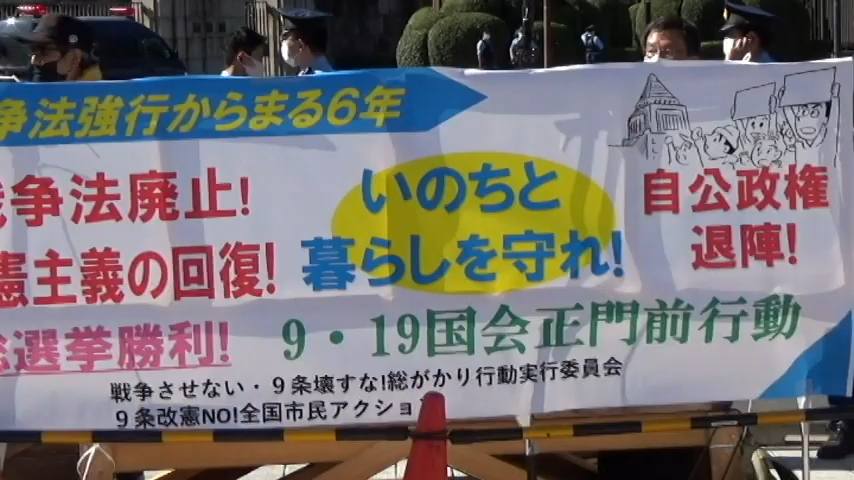 争法強行からまる6年
争法廃止!
憲主義の回復!
選挙勝利!
いのちと
暮らしを守れ!
自公政権
退陣!
9・19国会正門前行動
戦争させない・9条壊すな!総がかり行動実行委員会
9条改憲NO!全国市民アクショ